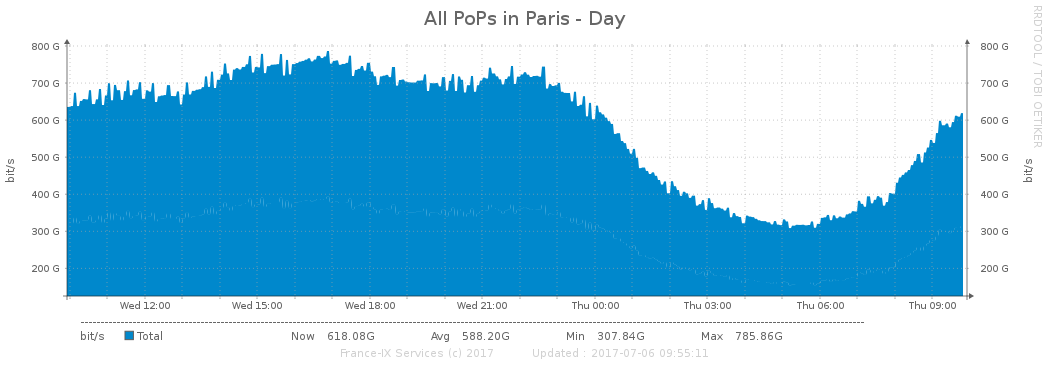 All PoPs in Paris - Day
RRDTOOL / TOBI OETIKER
bit/s
bit/s
800 G 800 G
700 G 700 G
600 G 600 G
500 G 500 G
400 G 400 G
300 G 300 G
200 G 200 G
Wed 12:00 Wed 15:00 Wed 18:00 Wed 21:00 Thu 00:00 Thu 03:00 Thu 06:00 Thu 09:00
bit/s Total Now 618.08G Avg 588.20G Min 307.84G Max 785.86G
France-IX Services (c) 2017 Updated : 2017-07-06 09:55:11